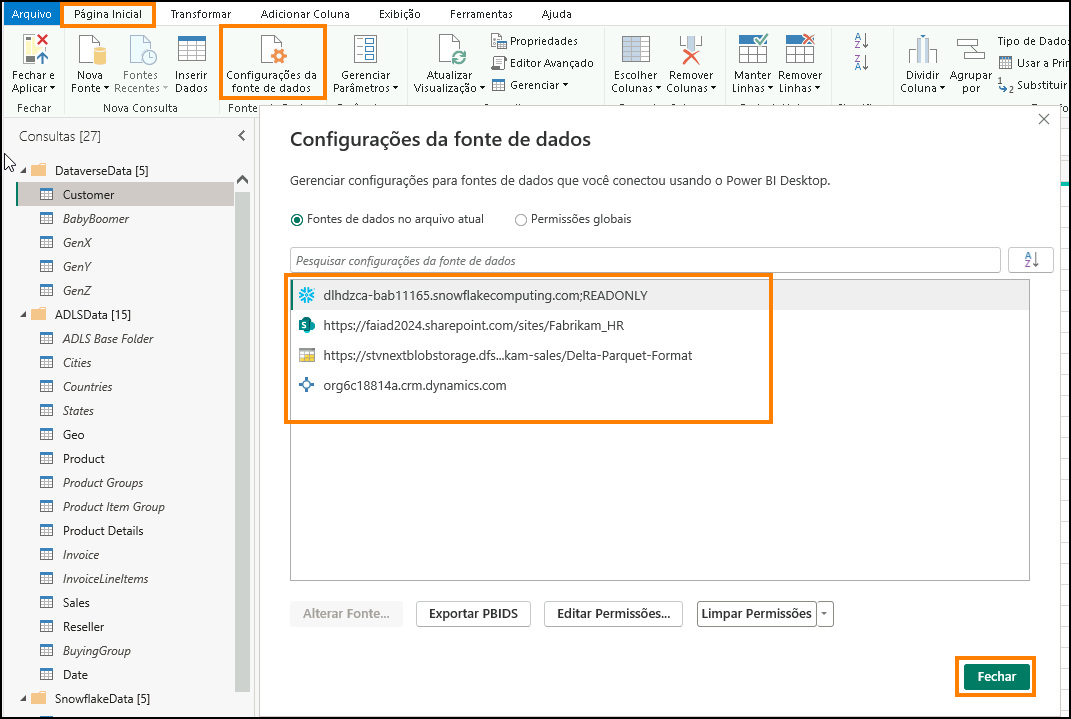 Arquivo Página Inicial Transformar Adicionar Coluna Exibição Ferramentas Ajuda
Fechar e Aplicar
Nova Fonte
Fontes Recentes
Inserir Dados
Configurações da fonte de dados
Gerenciar Parâmetros
Atualizar Visualização
Propriedades
Editor Avançado
Gerenciar
Escolher Colunas
Remover Colunas
Manter Linhas
Remover Linhas
Dividir Coluna
Agrupar por
Tipo de Dados
Usar a Pri
Substituir
Fechar
Nova Consulta
Consultas [27]
DataverseData [5]
Customer
BabyBoomer
GenX
GenY
GenZ
ADLSData [15]
ADLS Base Folder
Cities
Countries
States
Geo
Product
Product Groups
Product Item Group
Product Details
Invoice
InvoiceLineItems
Sales
Reseller
BuyingGroup
Date
SnowflakeData [5]
Configurações da fonte de dados
Gerenciar configurações para fontes de dados que você conectou usando o Power BI Desktop.
Fontes de dados no arquivo atual Permissões globais
Pesquisar configurações da fonte de dados
dlhdzca-bab11165.snowflakecomputing.com;READONLY
https://faiad2024.sharepoint.com/sites/Fabrikam_HR
https://stvnextblobstorage.dfs...kam-sales/Delta-Parquet-Format
org6c18814a.crm.dynamics.com
Alterar Fonte... Exportar PBIDS Editar Permissões... Limpar Permissões
Fechar